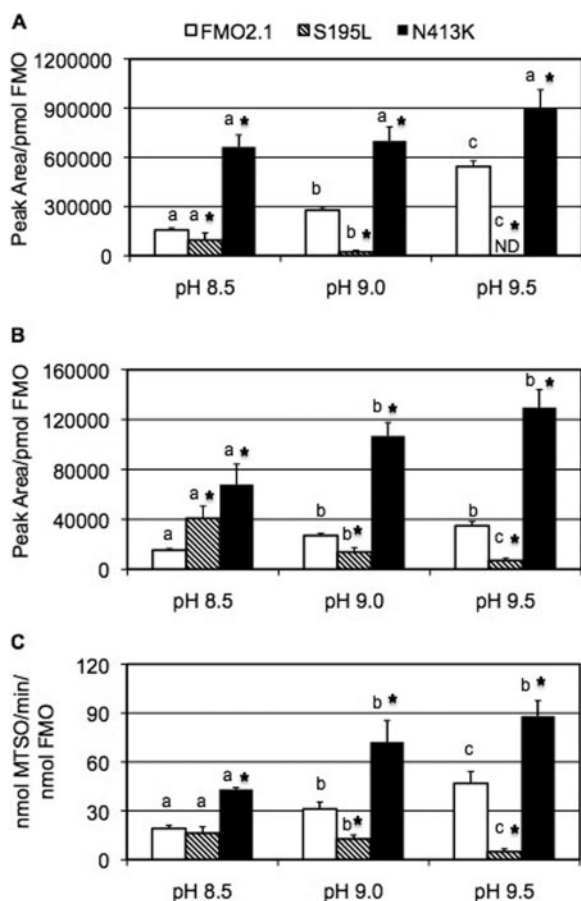 A
FMO2.1 S195L N413K
Peak Area/pmol FMO
1200000
900000
600000
300000
0
a a * a *
b b * a *
c c * ND a *
pH 8.5 pH 9.0 pH 9.5
B
Peak Area/pmol FMO
160000
120000
80000
40000
0
a a * a *
b b * b *
b c * b *
pH 8.5 pH 9.0 pH 9.5
C
nmol MTSO/min/
nmol FMO
120
90
60
30
0
a a a *
b b * b *
c c * b *
pH 8.5 pH 9.0 pH 9.5